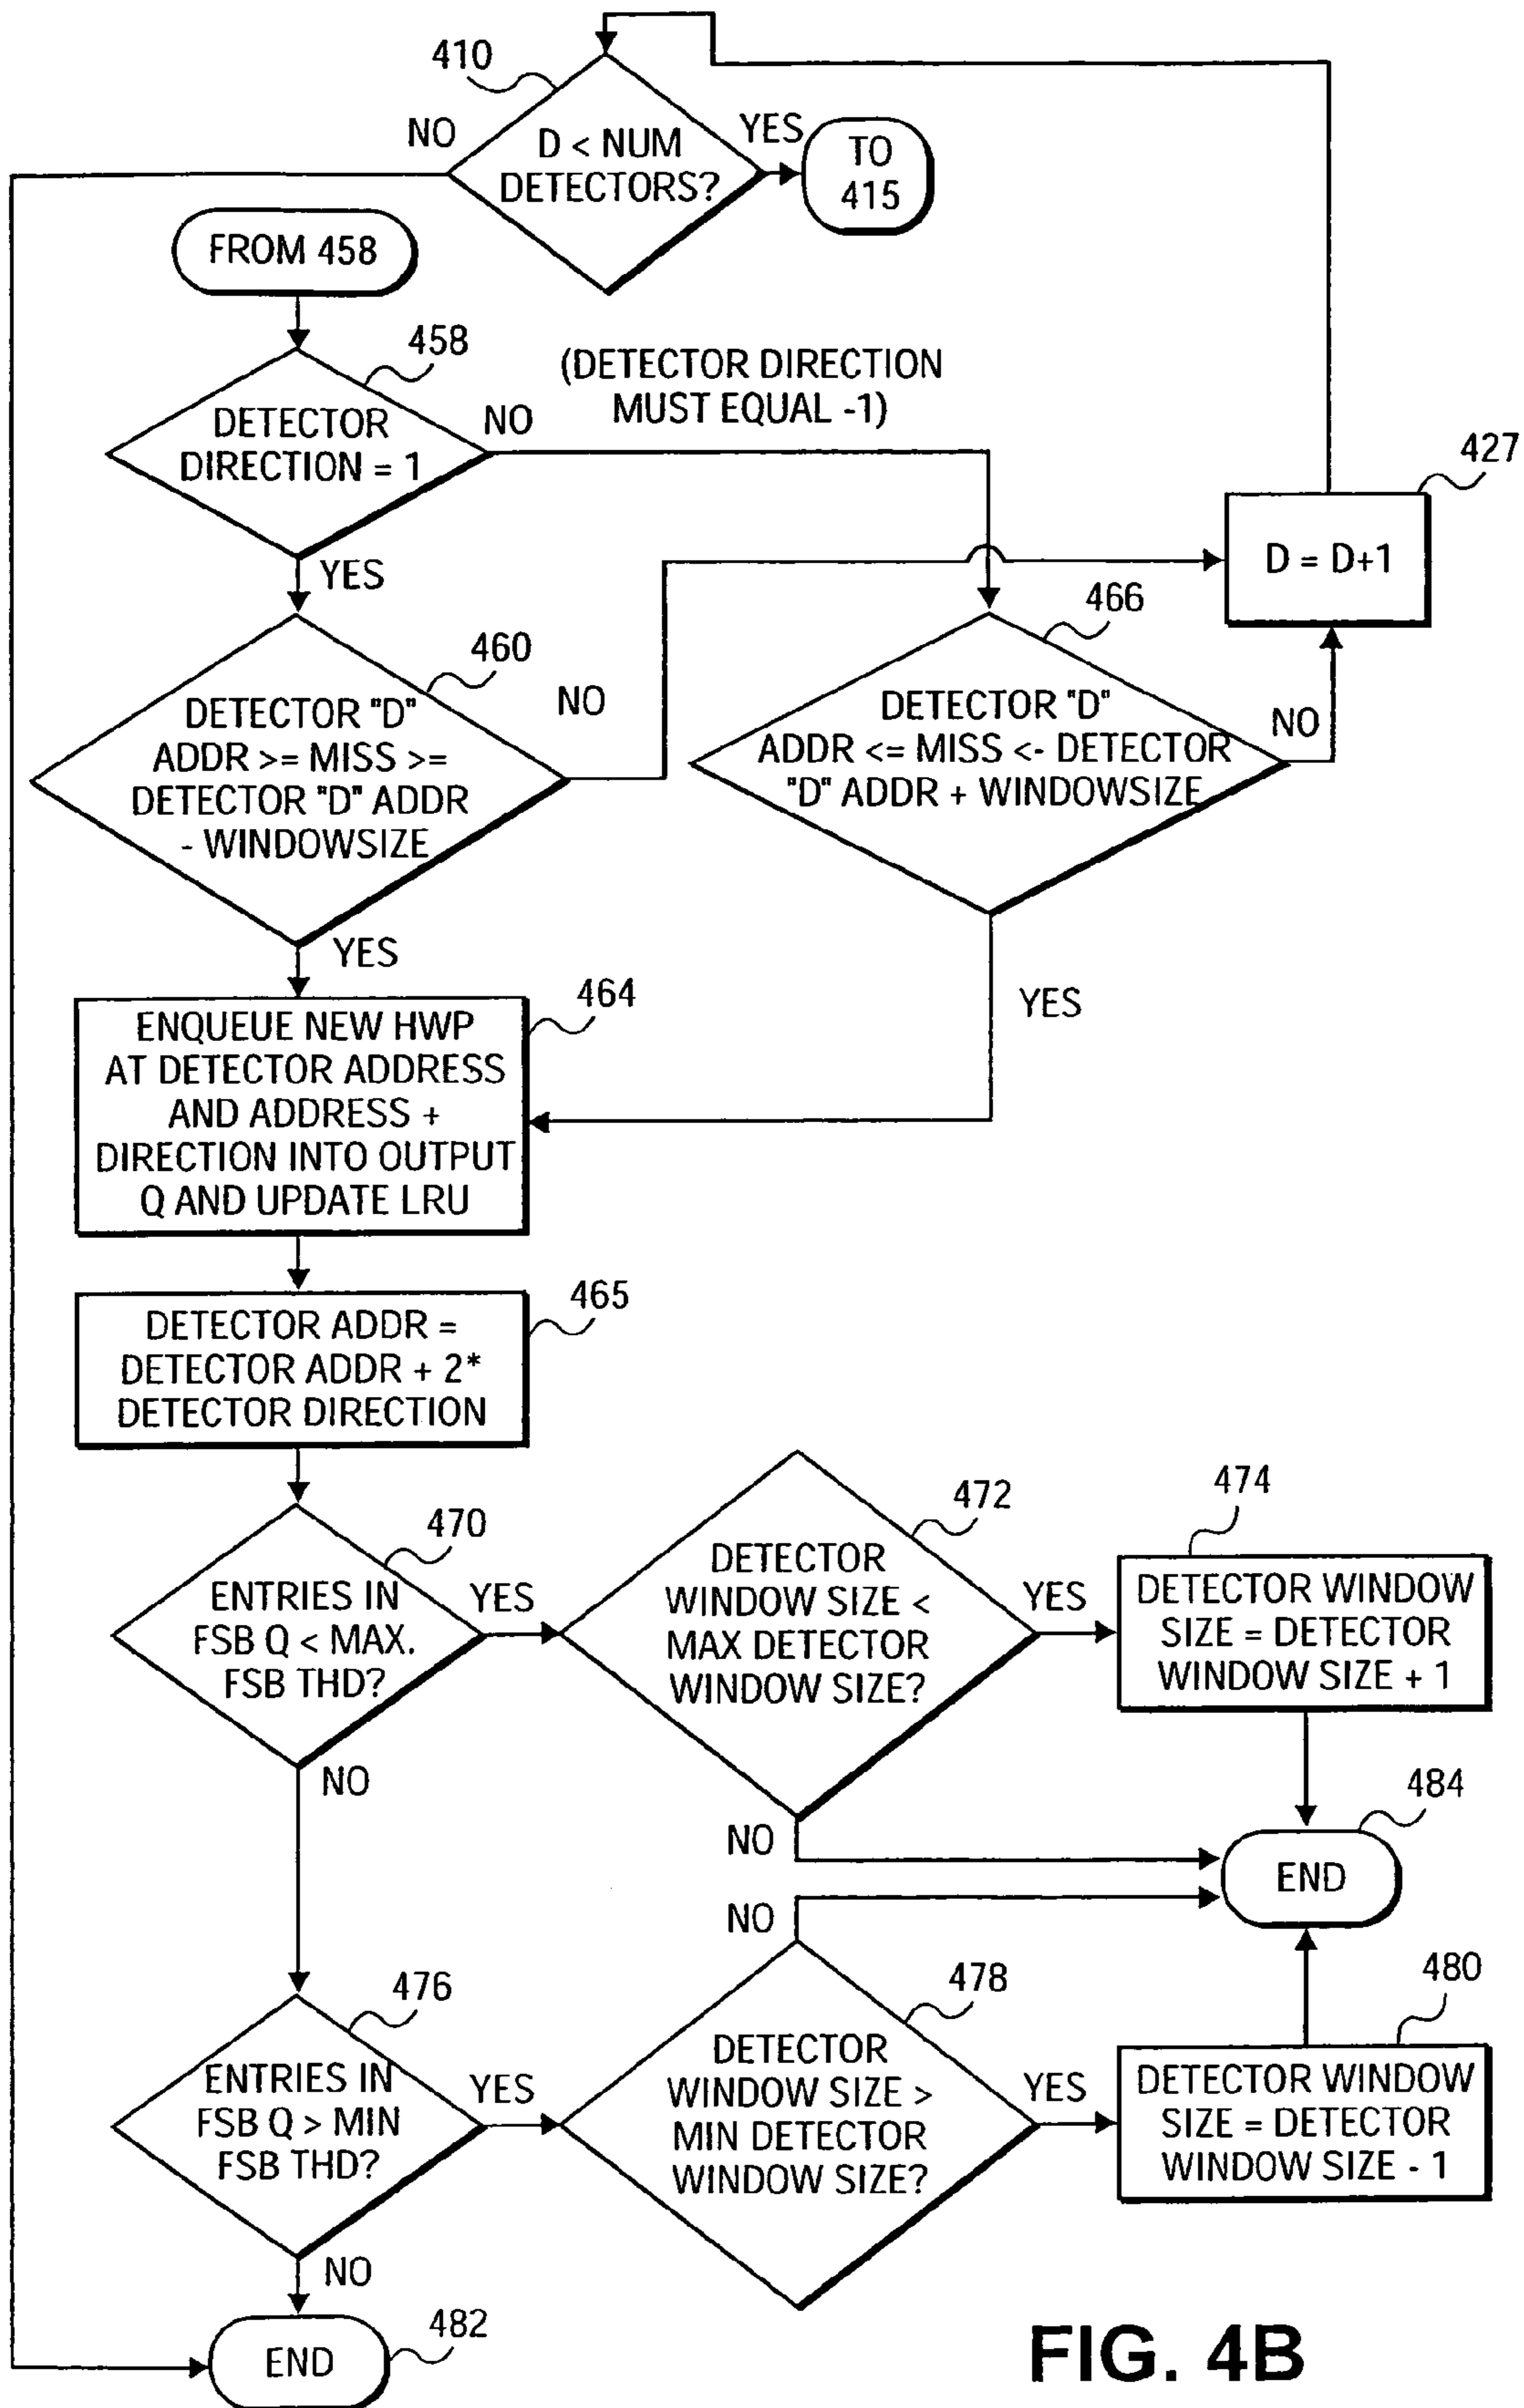 410
NO
D < NUM
DETECTORS?
YES
TO
415
FROM 458
458
DETECTOR
DIRECTION = 1
NO
(DETECTOR DIRECTION
MUST EQUAL -1)
YES
427
D = D+1
460
DETECTOR "D"
ADDR >= MISS >=
DETECTOR "D" ADDR
- WINDOWSIZE
NO
466
DETECTOR "D"
ADDR <= MISS <- DETECTOR
"D" ADDR + WINDOWSIZE
NO
YES
YES
464
ENQUEUE NEW HWP
AT DETECTOR ADDRESS
AND ADDRESS +
DIRECTION INTO OUTPUT
Q AND UPDATE LRU
465
DETECTOR ADDR =
DETECTOR ADDR + 2*
DETECTOR DIRECTION
470
ENTRIES IN
FSB Q < MAX.
FSB THD?
YES
NO
472
DETECTOR
WINDOW SIZE <
MAX DETECTOR
WINDOW SIZE?
YES
NO
474
DETECTOR WINDOW
SIZE = DETECTOR
WINDOW SIZE + 1
484
END
476
ENTRIES IN
FSB Q > MIN
FSB THD?
YES
NO
NO
478
DETECTOR
WINDOW SIZE >
MIN DETECTOR
WINDOW SIZE?
YES
480
DETECTOR WINDOW
SIZE = DETECTOR
WINDOW SIZE - 1
482
END
FIG. 4B